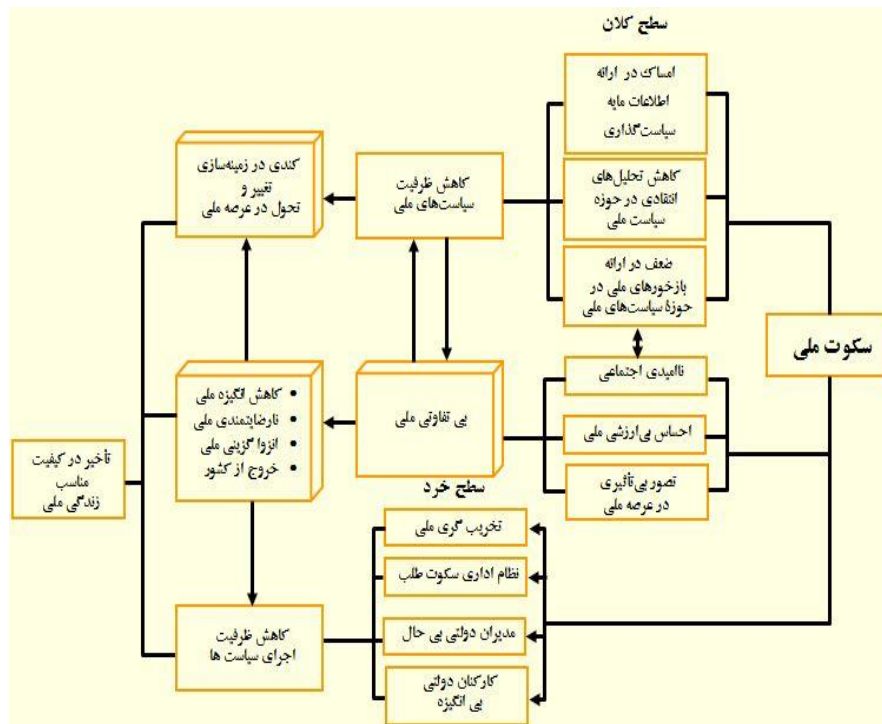 سطح کلان
امساک در ارائه
اطلاعات مایه
سیاست‌گذاری
کاهش تحلیل‌های
انتقادی در حوزه
سیاست ملی
ضعف در ارائه
بازخورهای ملی در
حوزهٔ سیاست‌های ملی
سکوت ملی
ناامیدی اجتماعی
احساس بی‌ارزشی ملی
تصور بی‌تأثیری
در عرصه ملی
کاهش ظرفیت
سیاست‌های ملی
بی تفاوتی ملی
سطح خرد
تخریب گری ملی
نظام اداری سکوت طلب
مدیران دولتی بی حال
کارکنان دولتی
بی انگیزه
کندی در زمینه‌سازی
تغییر و
تحول در عرصه ملی
• کاهش انگیزه ملی
• نارضایتمندی ملی
• انزوا گزینی ملی
• خروج از کشور
کاهش ظرفیت
اجرای سیاست ها
تأخیر در کیفیت
مناسب
زندگی ملی